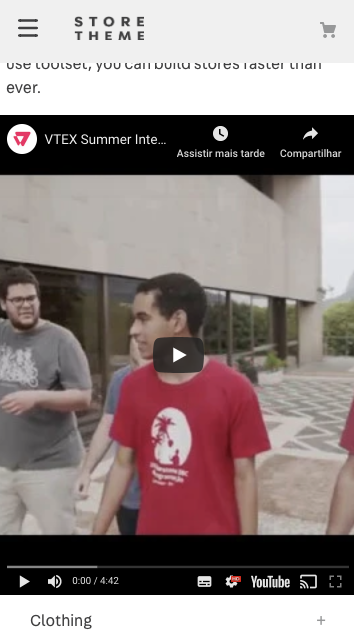 STORE
THEME
use toolset, you can build stores faster than
ever.
VTEX Summer Inte...
Assistir mais tarde
Compartilhar
0:00 / 4:42
HD
YouTube
Clothing
+